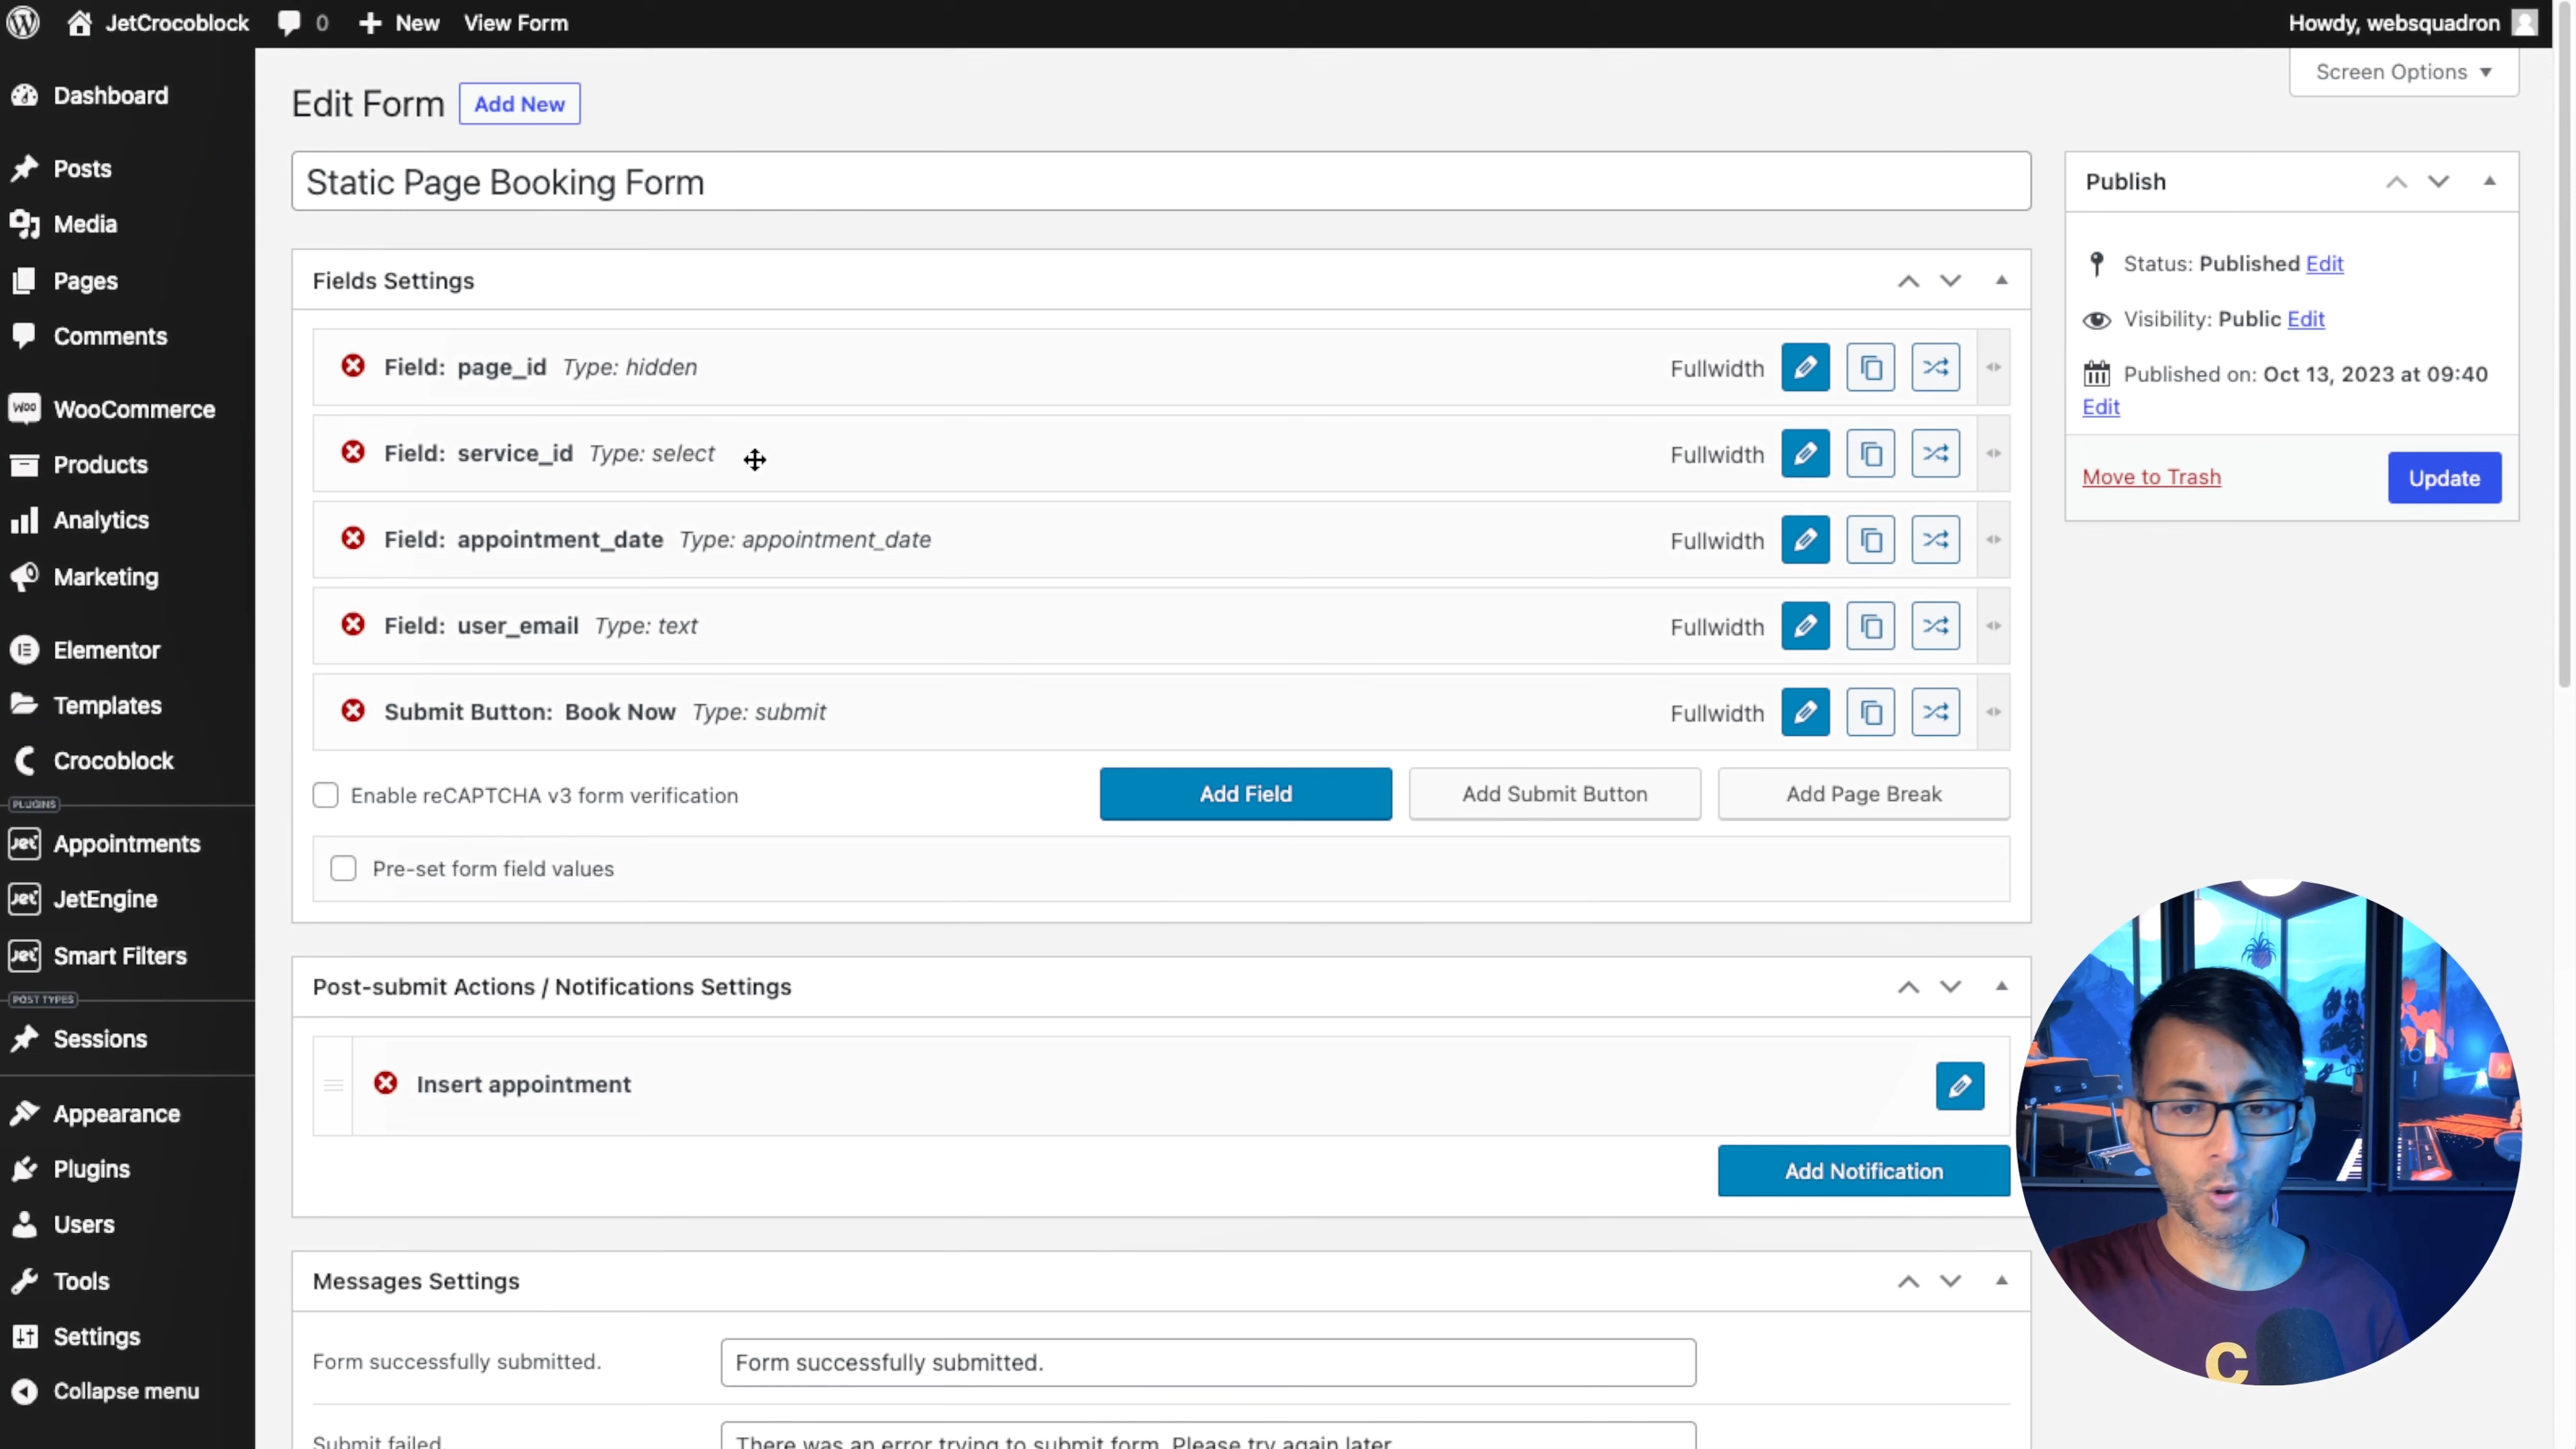 JetCrocoblock 0 New View Form Howdy, websquadron
Screen Options
Dashboard
Posts
Media
Pages
Comments
WOO WooCommerce
Products
Analytics
Marketing
Elementor
Templates
Crocoblock
PLUGINS
Jet Appointments
Jet JetEngine
Jet Smart Filters
POST TYPES
Sessions
Appearance
Plugins
Users
Tools
Settings
Collapse menu
Edit Form Add New
Static Page Booking Form
Fields Settings
Field: page_id Type: hidden Fullwidth
Field: service_id Type: select Fullwidth
Field: appointment_date Type: appointment_date Fullwidth
Field: user_email Type: text Fullwidth
Submit Button: Book Now Type: submit Fullwidth
Enable reCAPTCHA v3 form verification Add Field Add Submit Button Add Page Break
Pre-set form field values
Post-submit Actions / Notifications Settings
Insert appointment
Add Notification
Messages Settings
Form successfully submitted. Form successfully submitted.
Submit failed. There was an error trying to submit form. Please try again later.
Publish
Status: Published Edit
Visibility: Public Edit
Published on: Oct 13, 2023 at 09:40
Edit
Move to Trash Update
C